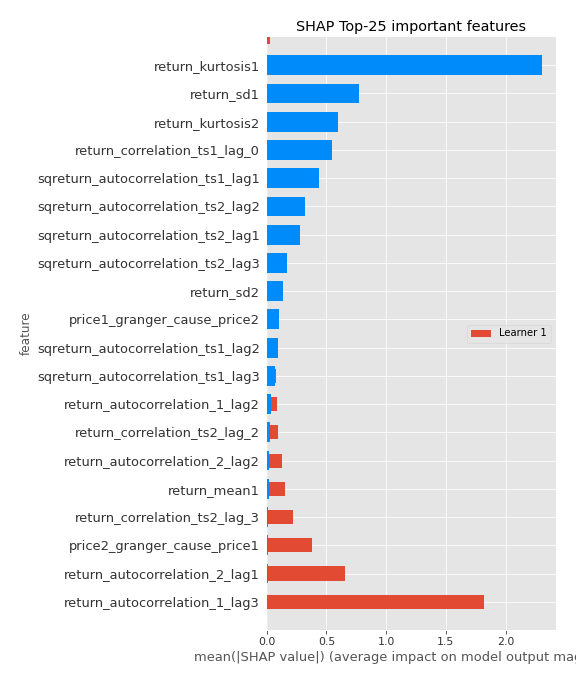 SHAP Top-25 important features
return_kurtosis1
return_sd1
return_kurtosis2
return_correlation_ts1_lag_0
sqreturn_autocorrelation_ts1_lag1
sqreturn_autocorrelation_ts2_lag2
sqreturn_autocorrelation_ts2_lag1
sqreturn_autocorrelation_ts2_lag3
return_sd2
price1_granger_cause_price2
sqreturn_autocorrelation_ts1_lag2
sqreturn_autocorrelation_ts1_lag3
return_autocorrelation_1_lag2
return_correlation_ts2_lag_2
return_autocorrelation_2_lag2
return_mean1
return_correlation_ts2_lag_3
price2_granger_cause_price1
return_autocorrelation_2_lag1
return_autocorrelation_1_lag3
feature
Learner 1
0.0 0.5 1.0 1.5 2.0
mean(|SHAP value|) (average impact on model output mag